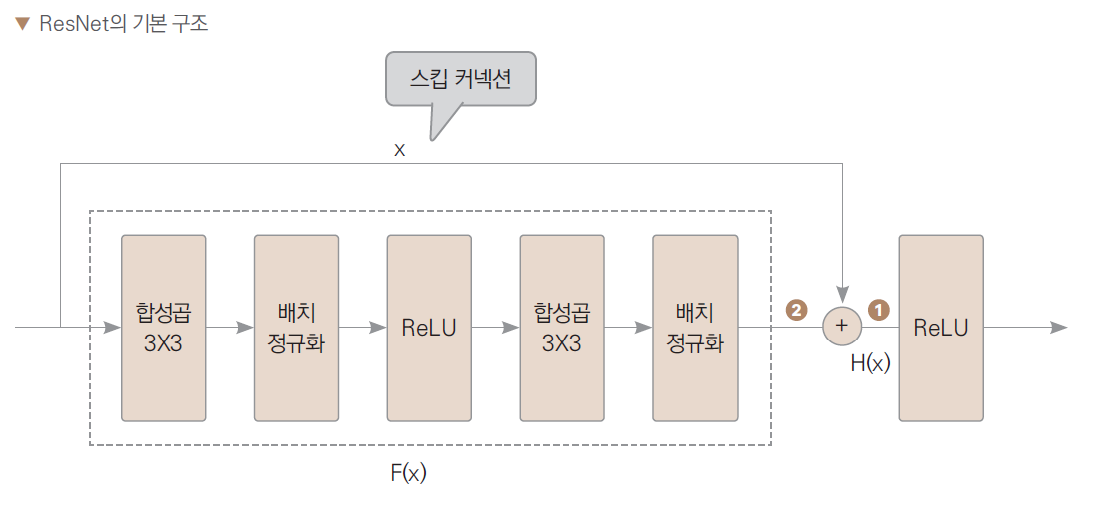 ▼ ResNet의 기본 구조
스킵 커넥션
x
합성곱
3X3
배치
정규화
ReLU
합성곱
3X3
배치
정규화
2
+
1
H(x)
ReLU
F(x)